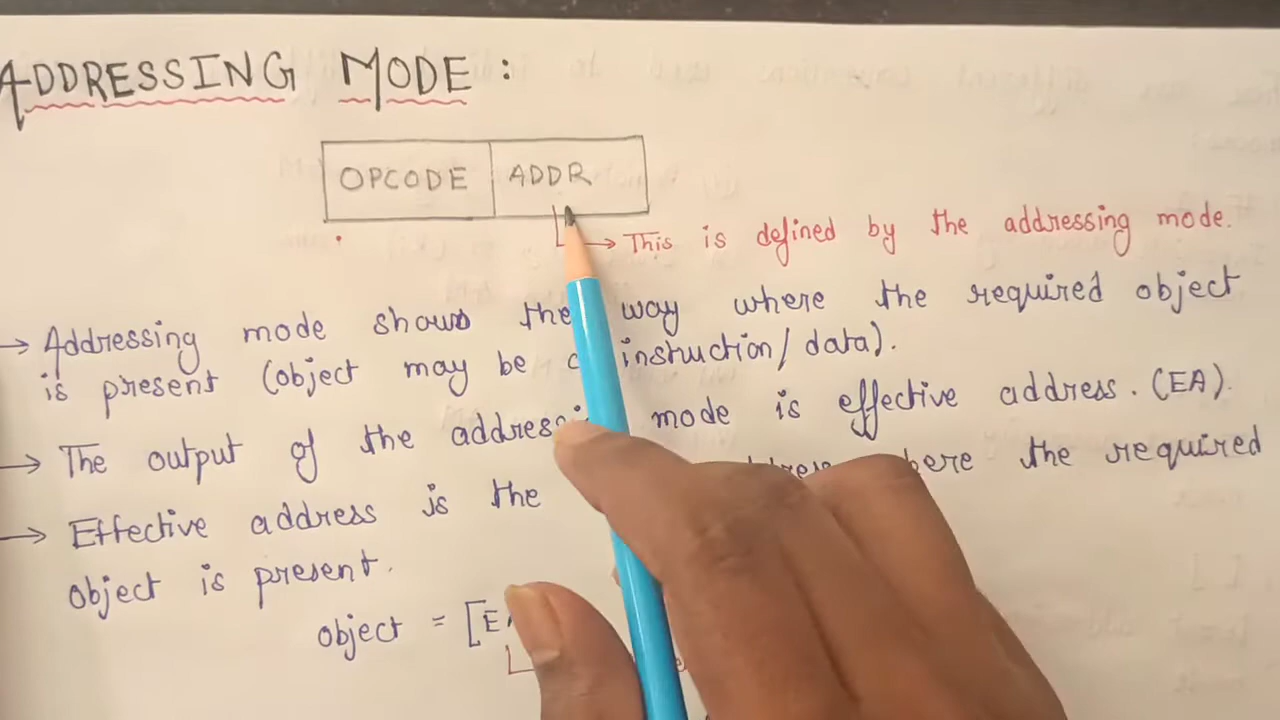 ADDRESSING MODE:
OPCODE ADDR
→ This is defined by the addressing mode.
→ Addressing mode shows the way where the required object
is present (object may be instruction/data).
→ The output of the mode is effective address. (EA).
→ Effective address is the where the required
object is present.
object = [E